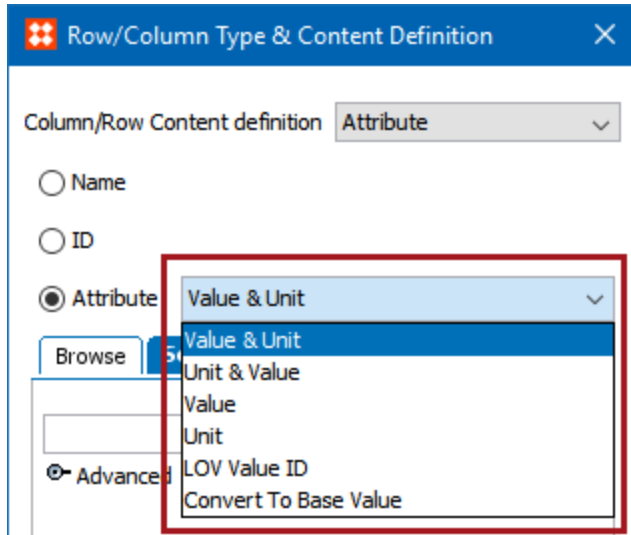 Row/Column Type & Content Definition
Column/Row Content definition Attribute
Name
ID
Attribute Value & Unit
Value & Unit
Browse
Unit & Value
Value
Unit
Advanced LOV Value ID
Convert To Base Value